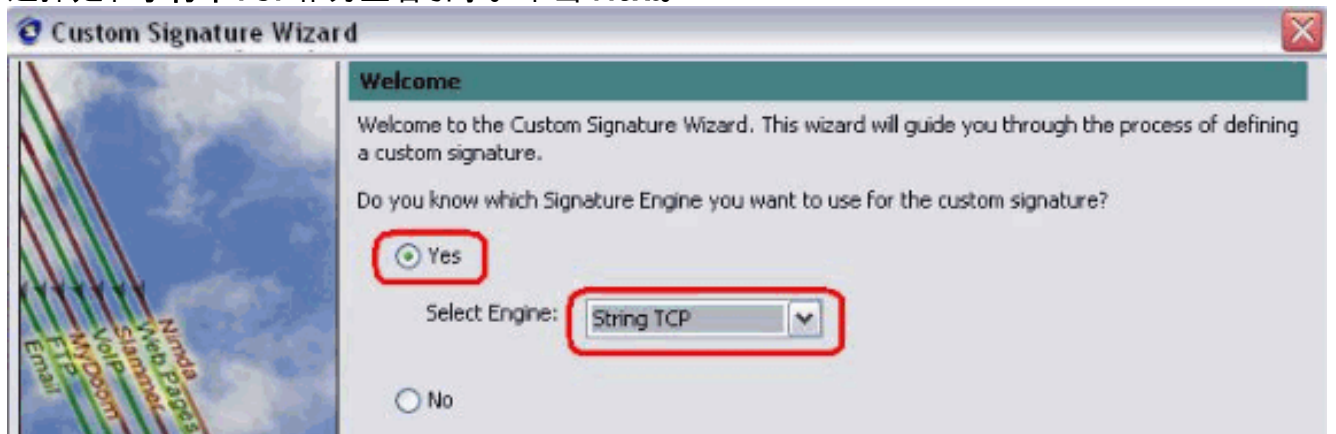 Custom Signature Wizard
Welcome
Welcome to the Custom Signature Wizard. This wizard will guide you through the process of defining
a custom signature.
Do you know which Signature Engine you want to use for the custom signature?
Yes
Select Engine: String TCP
No
Email
FTP
MyDoom
VoIP
Slammer
Web Pages
Nimda